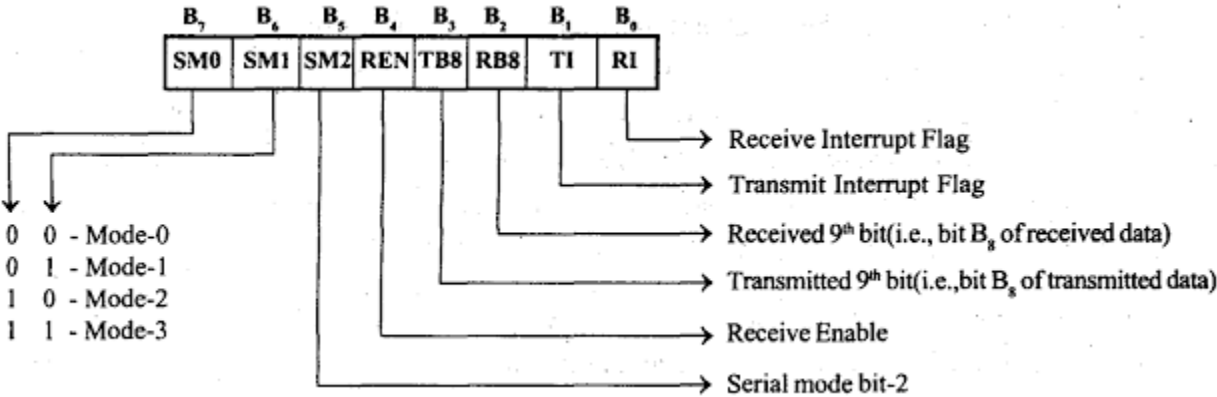 B₇ B₆ B₅ B₄ B₃ B₂ B₁ B₀
SM0 SM1 SM2 REN TB8 RB8 TI RI
Receive Interrupt Flag
Transmit Interrupt Flag
0 0 - Mode-0
Received 9th bit(i.e., bit B₈ of received data)
0 1 - Mode-1
Transmitted 9th bit(i.e.,bit B₈ of transmitted data)
1 0 - Mode-2
1 1 - Mode-3
Receive Enable
Serial mode bit-2